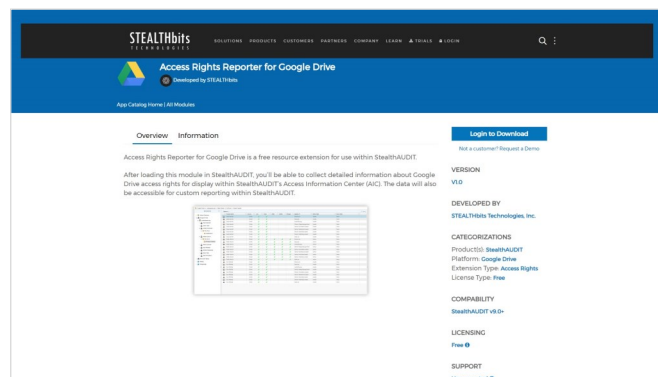 STEALTHbits
TECHNOLOGIES
SOLUTIONS PRODUCTS CUSTOMERS PARTNERS COMPANY LEARN TRIALS LOGIN
Access Rights Reporter for Google Drive
Developed by STEALTHbits
App Catalog Home | All Modules
Overview Information
Access Rights Reporter for Google Drive is a free resource extension for use within StealthAUDIT.
After loading this module in StealthAUDIT, you'll be able to collect detailed information about Google
Drive access rights for display within StealthAUDIT's Access Information Center (AIC). The data will also
be accessible for custom reporting within StealthAUDIT.
Login to Download
Not a customer? Request a Demo
VERSION
V1.0
DEVELOPED BY
STEALTHbits Technologies, Inc.
CATEGORIZATIONS
Product(s): StealthAUDIT
Platform: Google Drive
Extension Type: Access Rights
License Type: Free
COMPABILITY
StealthAUDIT v9.0+
LICENSING
Free
SUPPORT